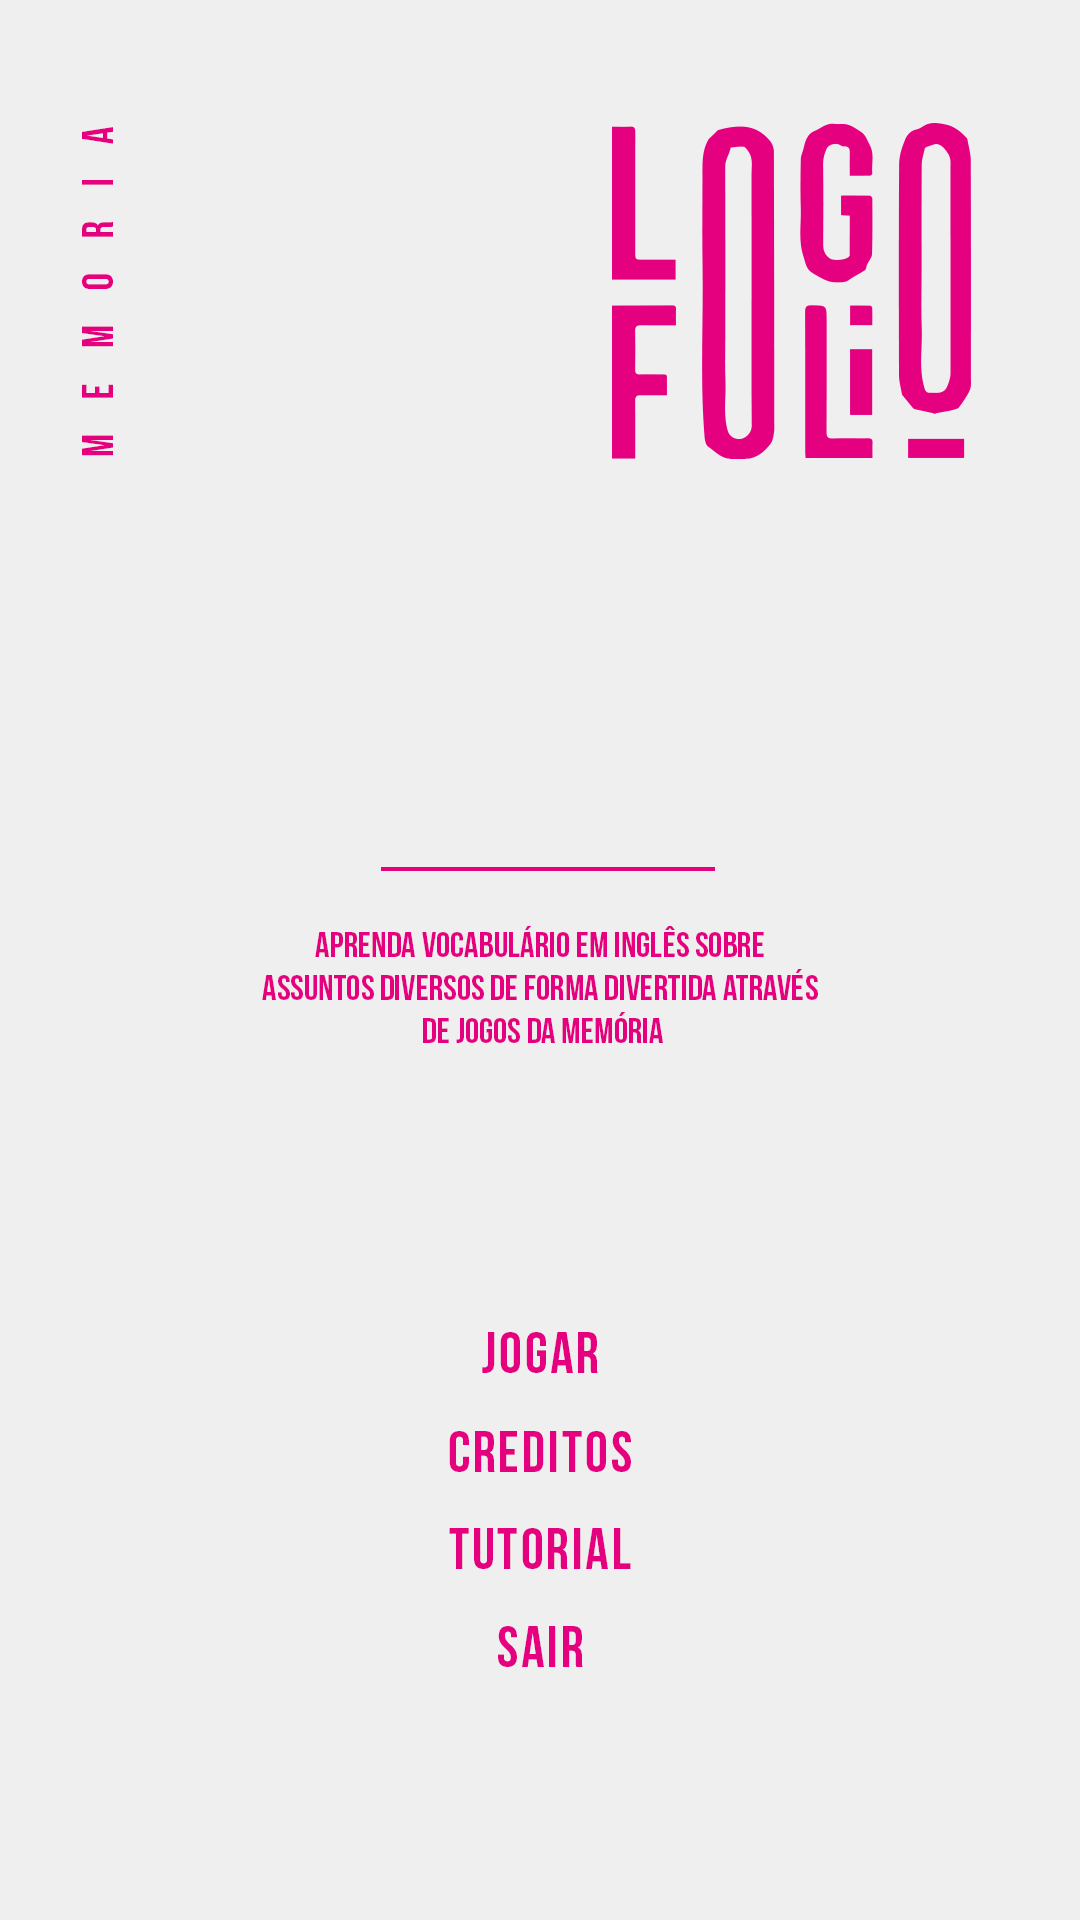 MEMORIA
LOGO
FOLiO
APRENDA VOCABULÁRIO EM INGLÊS SOBRE
ASSUNTOS DIVERSOS DE FORMA DIVERTIDA ATRAVÉS
DE JOGOS DA MEMÓRIA
JOGAR
CREDITOS
TUTORIAL
SAIR